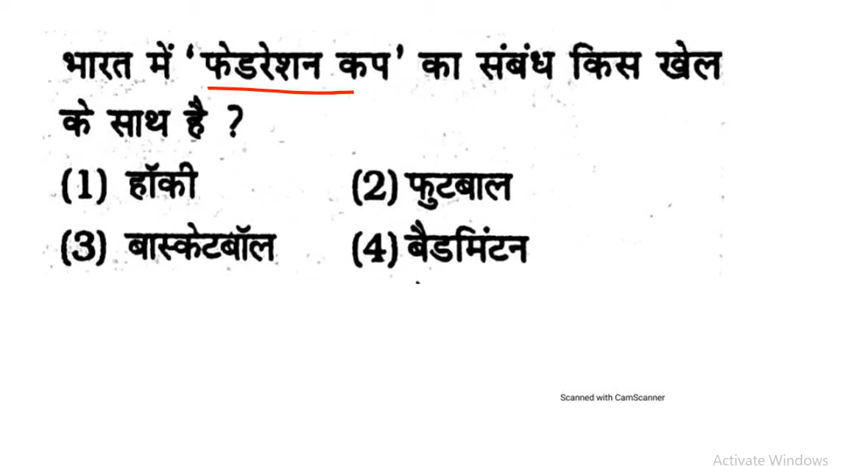 भारत में ‘फेडरेशन कप’ का संबंध किस खेल
के साथ है ?
(1) हॉकी (2) फुटबाल
(3) बास्केटबॉल (4) बैडमिंटन
Scanned with CamScanner
Activate Windows